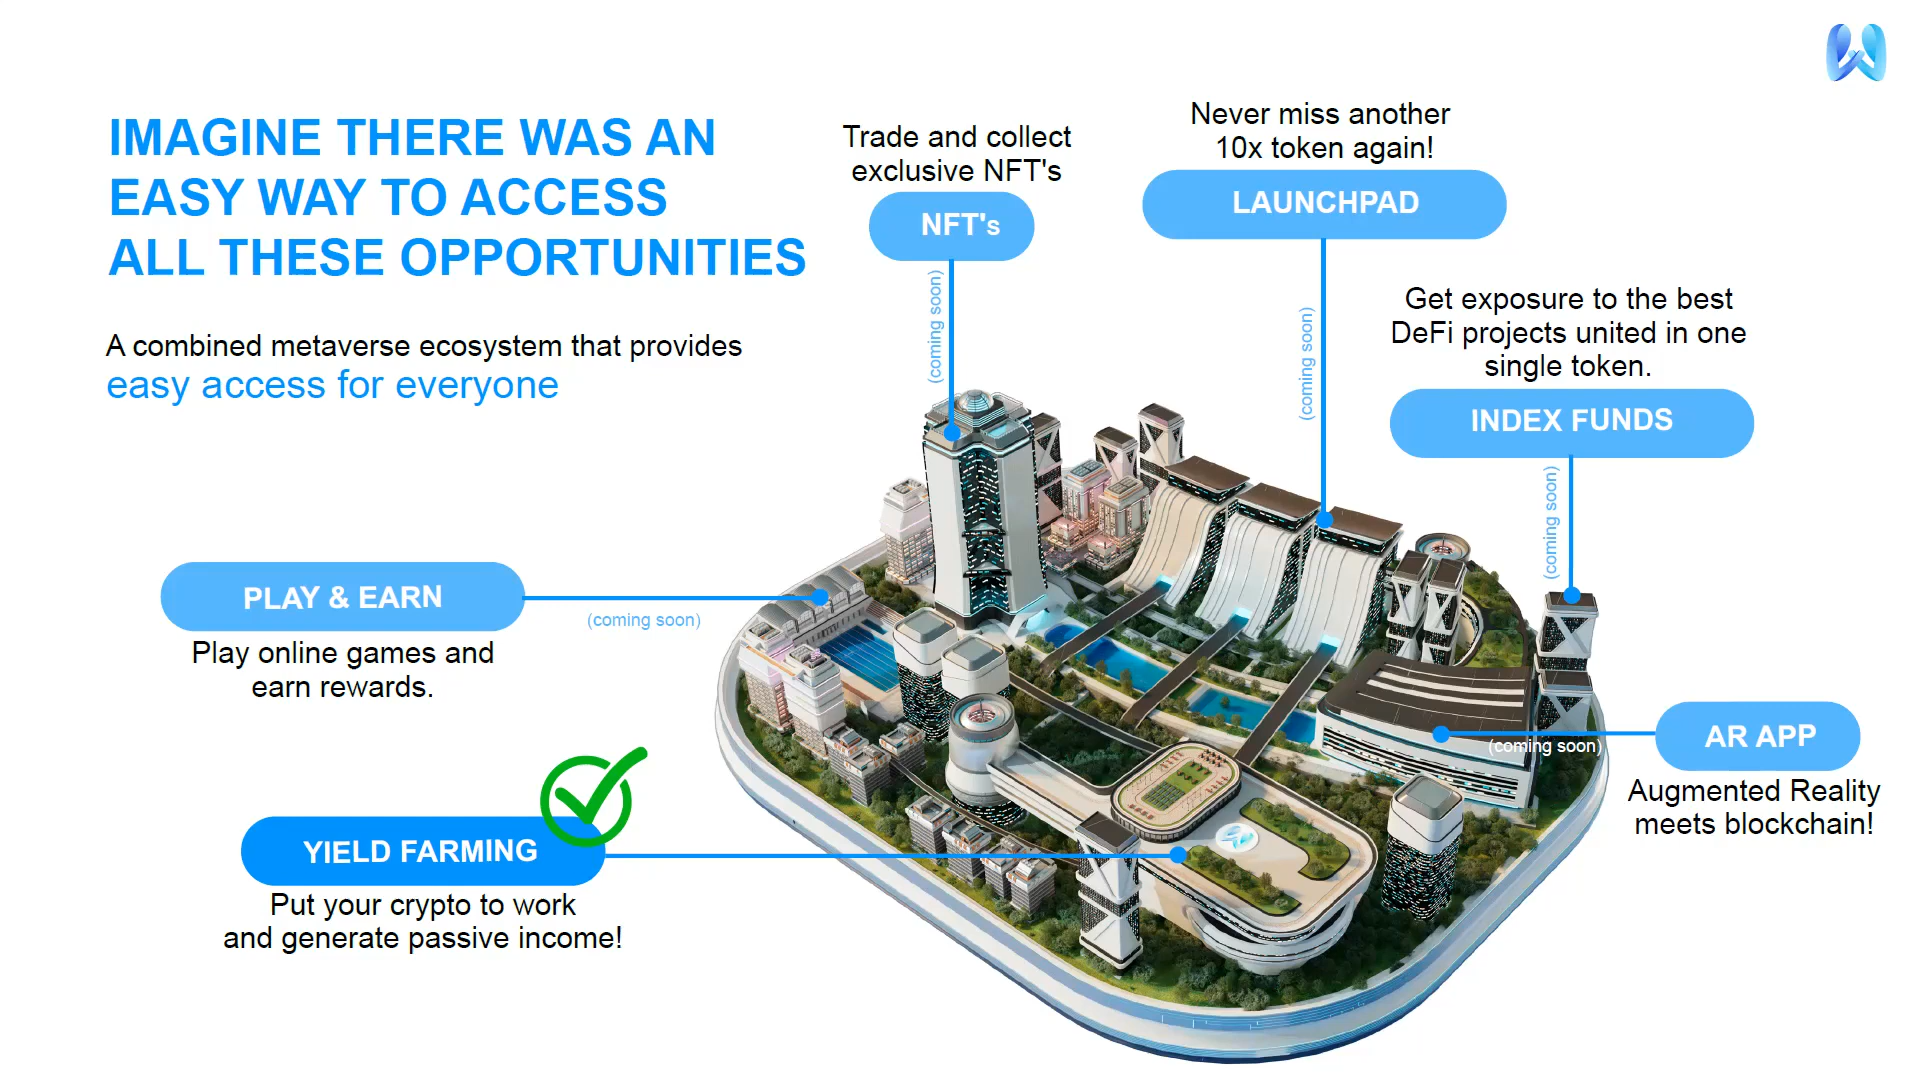 IMAGINE THERE WAS AN
EASY WAY TO ACCESS
ALL THESE OPPORTUNITIES
A combined metaverse ecosystem that provides
easy access for everyone
Trade and collect
exclusive NFT's
NFT's
(coming soon)
Never miss another
10x token again!
LAUNCHPAD
(coming soon)
Get exposure to the best
DeFi projects united in one
single token.
INDEX FUNDS
(coming soon)
PLAY & EARN
(coming soon)
Play online games and
earn rewards.
AR APP
(coming soon)
Augmented Reality
meets blockchain!
YIELD FARMING
Put your crypto to work
and generate passive income!